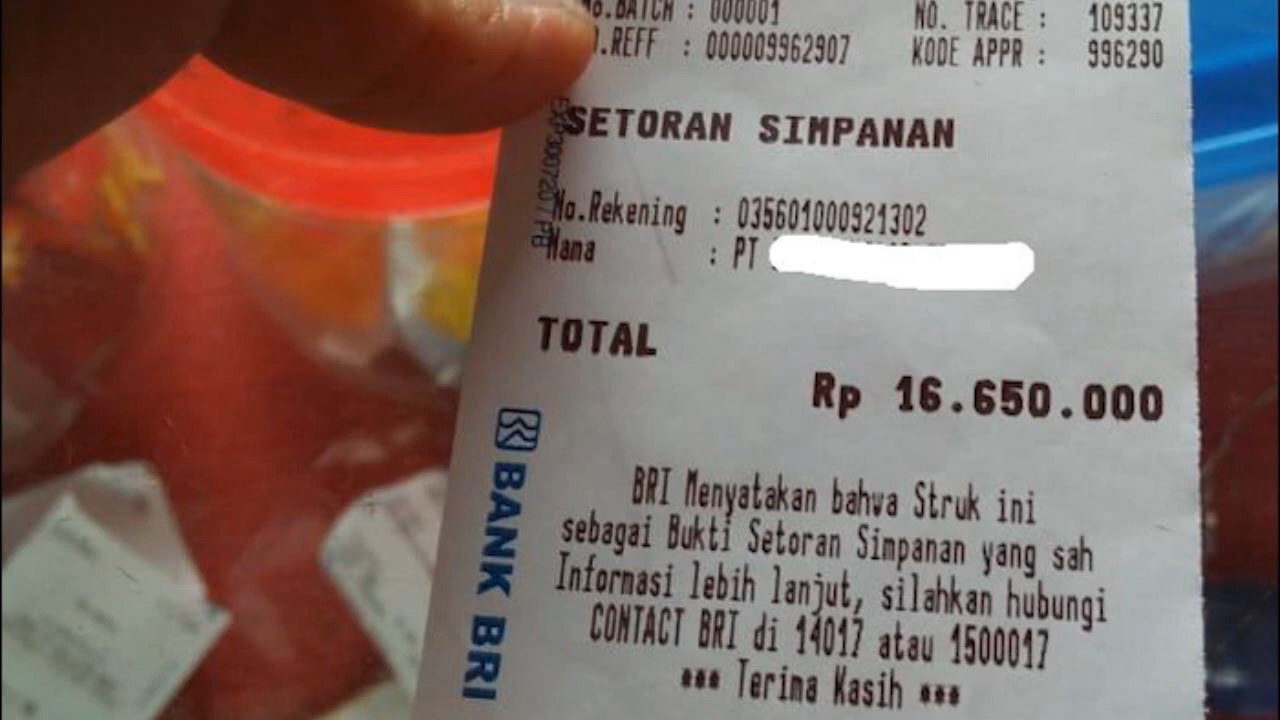 o.BATCH : 000001 NO. TRACE : 109337
.REFF : 000009962907 KODE APPR : 996290
SETORAN SIMPANAN
No.Rekening : 035601000921302
Nama : PT
TOTAL
Rp 16.650.000
BRI Menyatakan bahwa Struk ini
sebagai Bukti Setoran Simpanan yang sah
Informasi lebih lanjut, silahkan hubungi
CONTACT BRI di 14017 atau 1500017
*** Terima Kasih ***
BANK BRI